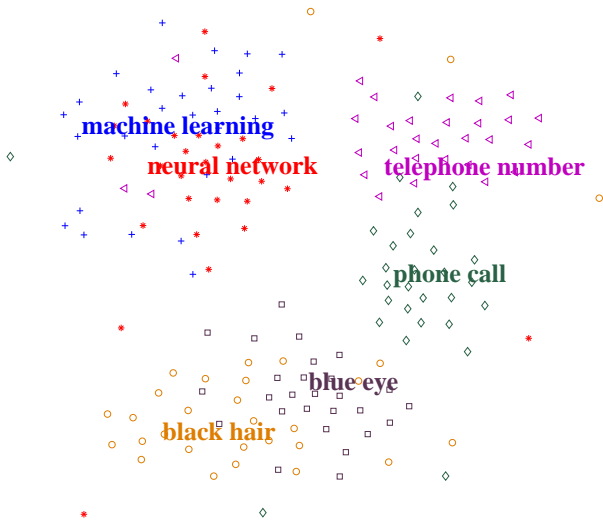 machine learning
neural network
telephone number
phone call
blue eye
black hair